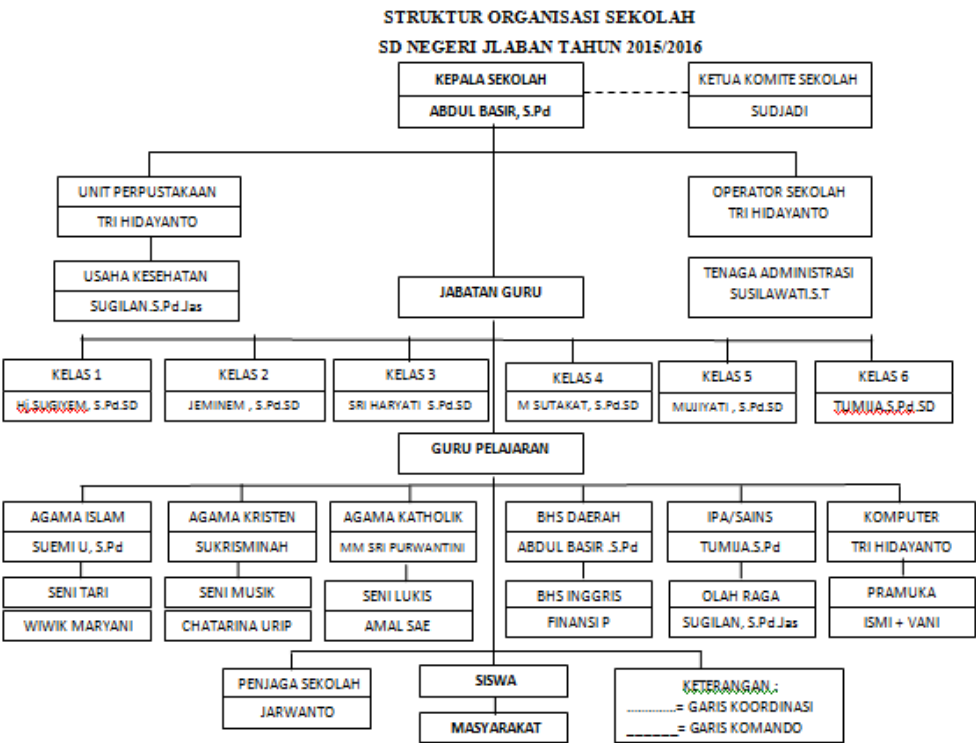 STRUKTUR ORGANISASI SEKOLAH
SD NEGERI JLABAN TAHUN 2015/2016
KEPALA SEKOLAH
ABDUL BASIR, S.Pd
KETUA KOMITE SEKOLAH
SUDJADI
UNIT PERPUSTAKAAN
TRI HIDAYANTO
OPERATOR SEKOLAH
TRI HIDAYANTO
USAHA KESEHATAN
SUGILAN.S.Pd.Jas
JABATAN GURU
TENAGA ADMINISTRASI
SUSILAWATI.S.T
KELAS 1
Hj.SUGIYEM, S.Pd.SD
KELAS 2
JEMINEM , S.Pd.SD
KELAS 3
SRI HARYATI S.Pd.SD
KELAS 4
M SUTAKAT, S.Pd.SD
KELAS 5
MUJIYATI , S.Pd.SD
KELAS 6
TUMIJA.S.Pd.SD
GURU PELAJARAN
AGAMA ISLAM
SUEMI U, S.Pd
AGAMA KRISTEN
SUKRISMINAH
AGAMA KATHOLIK
MM SRI PURWANTINI
BHS DAERAH
ABDUL BASIR .S.Pd
IPA/SAINS
TUMIJA.S.Pd
KOMPUTER
TRI HIDAYANTO
SENI TARI
WIWIK MARYANI
SENI MUSIK
CHATARINA URIP
SENI LUKIS
AMAL SAE
BHS INGGRIS
FINANSI P
OLAH RAGA
SUGILAN, S.Pd.Jas
PRAMUKA
ISMI + VANI
PENJAGA SEKOLAH
JARWANTO
SISWA
MASYARAKAT
KETERANGAN :
............= GARIS KOORDINASI
______= GARIS KOMANDO